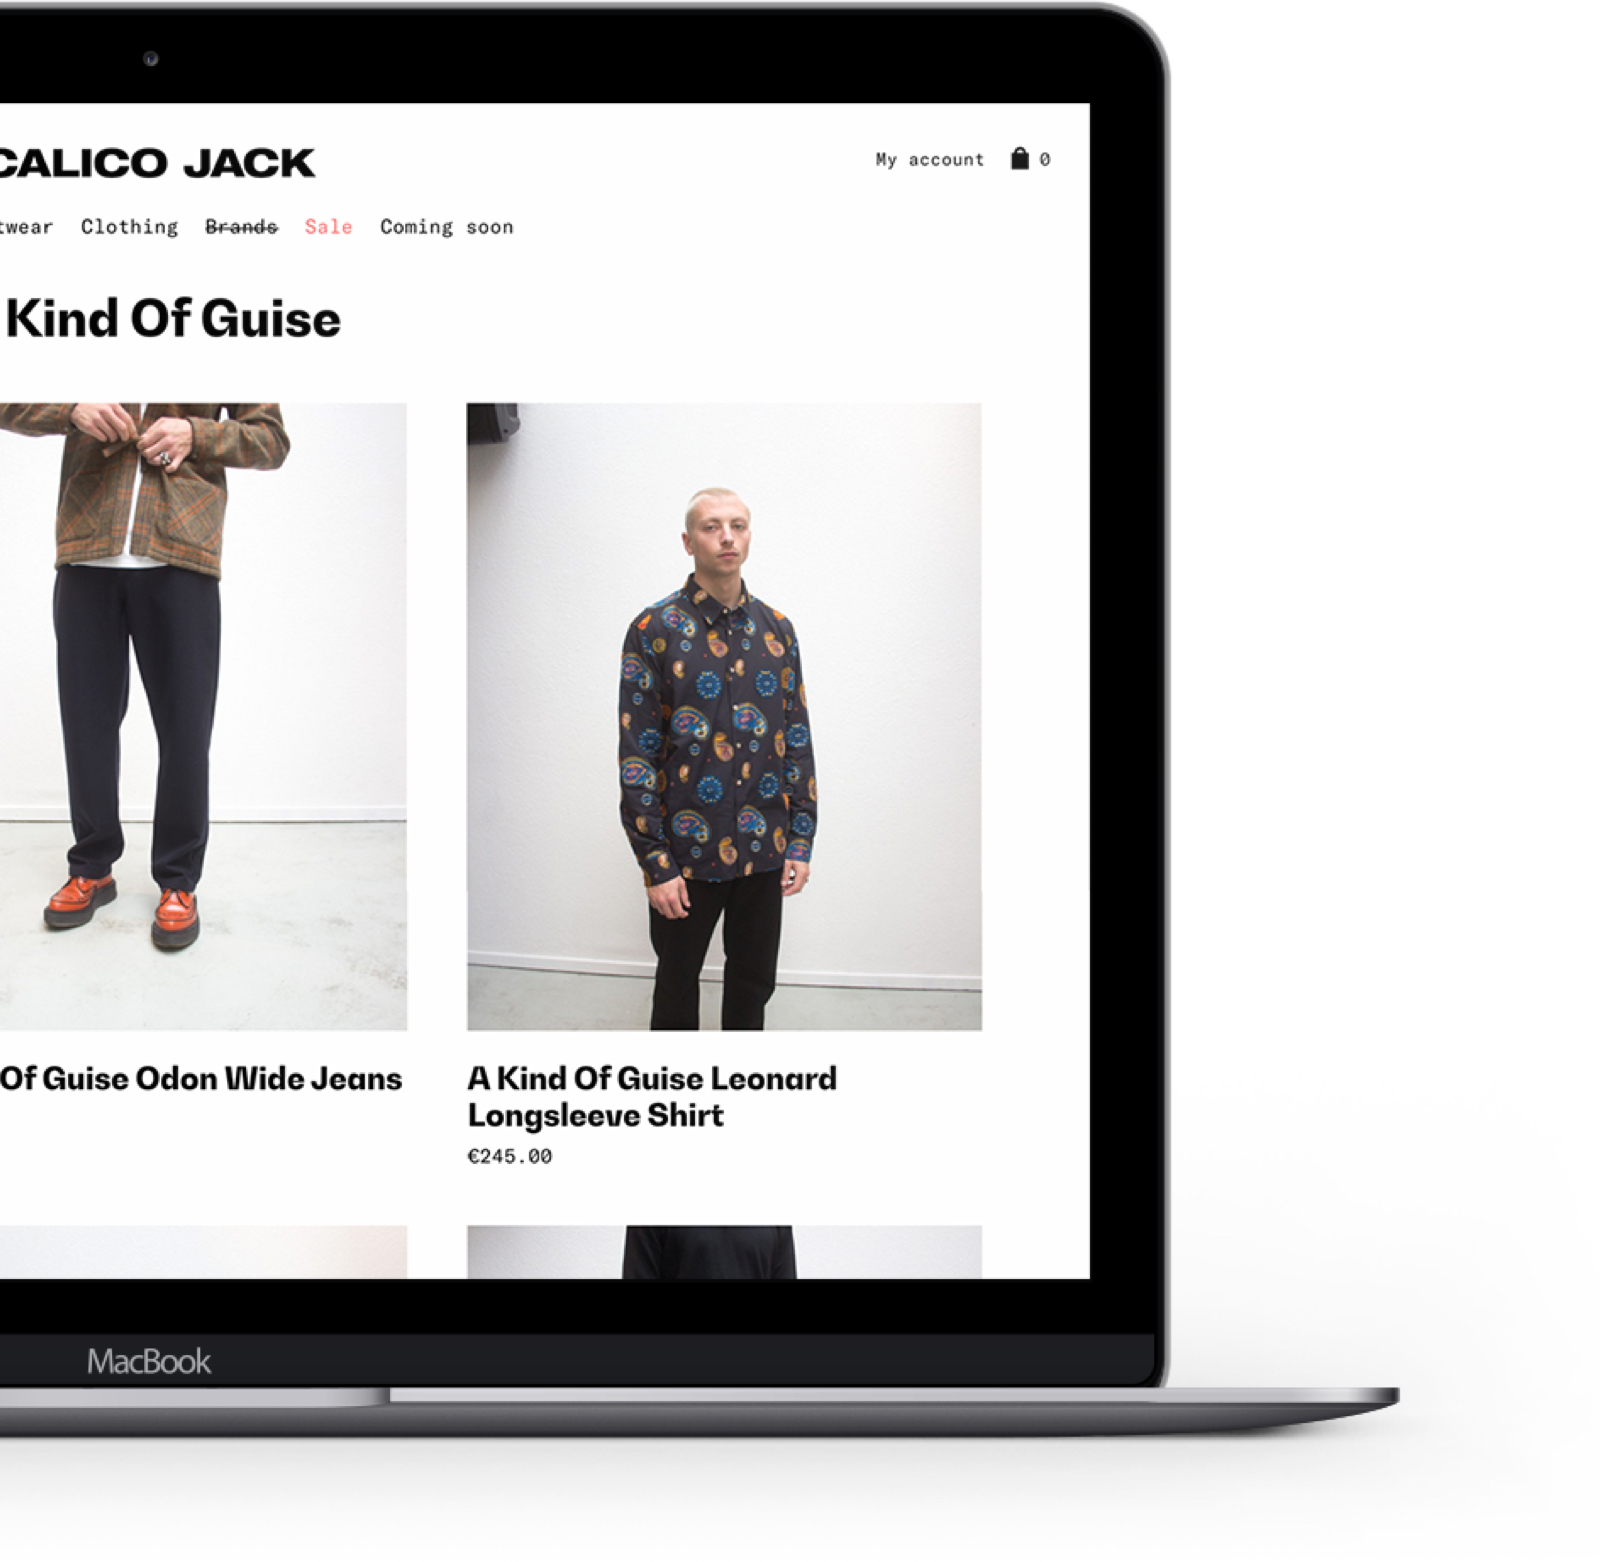 CALICO JACK
My account 0
twear Clothing Brands Sale Coming soon
Kind Of Guise
Of Guise Odon Wide Jeans
A Kind Of Guise Leonard
Longsleeve Shirt
€245.00
MacBook